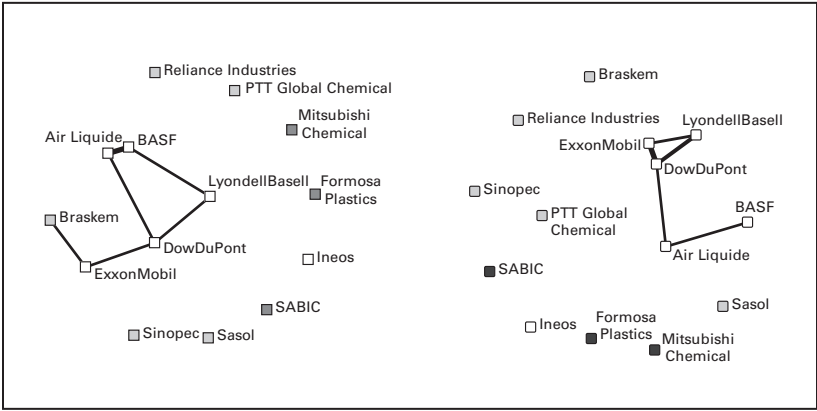 Reliance Industries
PTT Global Chemical
Mitsubishi
Chemical
Air Liquide
BASF
LyondellBasell
Formosa
Plastics
Braskem
DowDuPont
Ineos
ExxonMobil
SABIC
Sinopec
Sasol
Braskem
Reliance Industries
LyondellBasell
ExxonMobil
DowDuPont
Sinopec
PTT Global
Chemical
BASF
Air Liquide
SABIC
Sasol
Ineos
Formosa
Plastics
Mitsubishi
Chemical